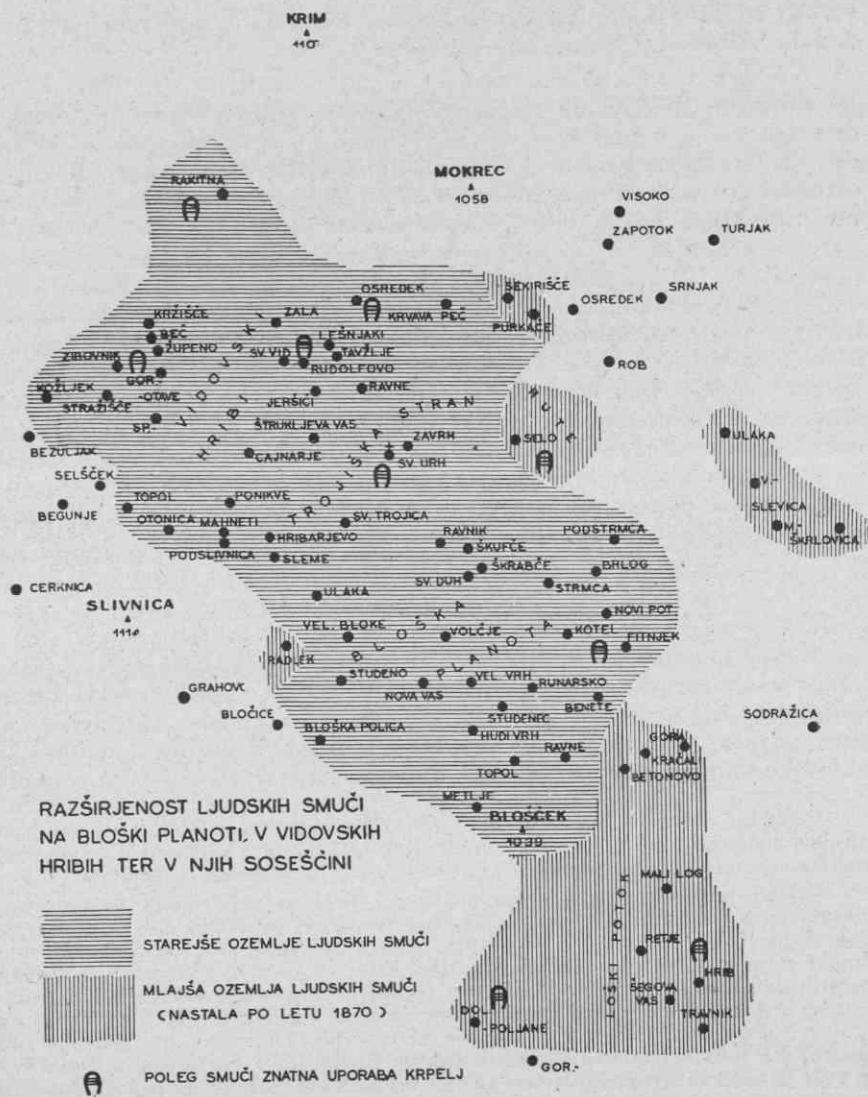 KRIM
MOKREC
1058
VISOKO
RAKITNA
ZAPOTOK
TURJAK
OSREDEK
SEKIRIŠČE
SRNJAK
KRIŽIŠČE
ZALA
KRVAVA PEČ
PURKAČE
OSREDEK
BEČ
LEŠNJAKI
ŽUPENO
SV. VID
TAVŽLJE
ROB
RUDOLFOVO
GOR.-
KOŽLJEK
STRAŽIŠČE
-OTAVE
JERŠIČI
RAVNE
SP.-
VIDOVSKI
HRIBI
ŠTRUKLJEVA VAS
TROJIŠKA STRAN
ZAVRH
SELO
ULAKA
BEZULJAK
CAJNARJE
SV. URH
SELŠČEK
V.-
SLEVICA
BEGUNJE
TOPOL
PONIKVE
M.-
ŠKRLOVICA
OTONICA
MAHNETI
SV. TROJICA
HRIBARJEVO
RAVNIK
PODSTRMCA
PODSLIVNICA
SLEME
ŠKUFČE
ŠKRABČE
BHLOG
SV. DUH
STRMCA
CERKNICA
ULAKA
SLIVNICA
NOVI POT
VEL. BLOKE
VOLČJE
KOTEL
FITNJEK
BLOŠKA
PLANOTA
RADLEK
STUDENO
NOVA VAS
VEL. VRH
RUNARSKO
GRAHOVO
BENETE
BLOČICE
STUDENEC
SODRAŽICA
BLOŠKA POLICA
HUDI VRH
GORA
RAVNE
KRAČAL
TOPOL
BETONOVO
METLJE
BLOŠČEK
RAZŠIRJENOST LJUDSKIH SMUČI
NA BLOŠKI PLANOTI, V VIDOVSKIH
HRIBIH TER V NJIH SOSEŠČINI
MALI LOG
LOŠKI POTOK
STAREJŠE OZEMLJE LJUDSKIH SMUČI
RETJE
HRIB
MLAJŠA OZEMLJA LJUDSKIH SMUČI
(NASTALA PO LETU 1870)
ŠEGOVA
VAS
DOL.-
-POLJANE
TRAVNIK
GOR.-
POLEG SMUČI ZNATNA UPORABA KRPELJ